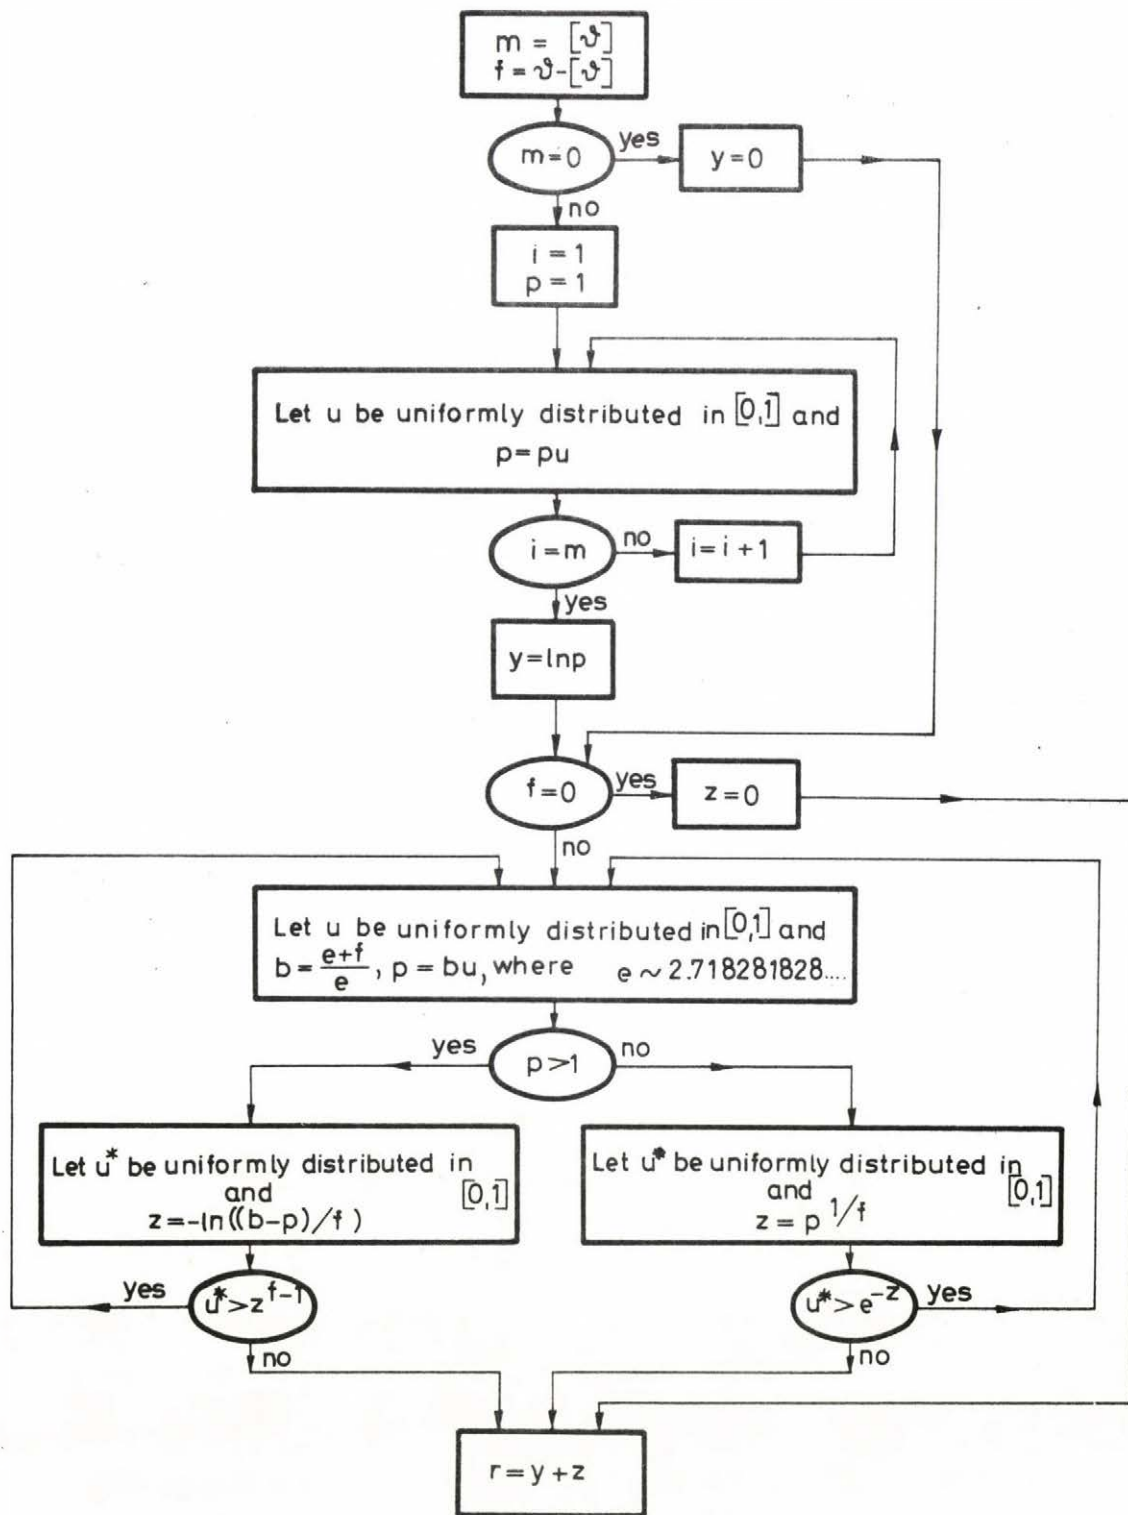 m = [ϑ]
f = ϑ-[ϑ]
m=0
yes
y=0
no
i = 1
p = 1
Let u be uniformly distributed in [0,1] and
p=pu
i=m
no
i=i+1
yes
y=lnp
f=0
yes
z=0
no
Let u be uniformly distributed in [0,1] and
b = (e+f)/e , p = bu, where e ~ 2.718281828....
yes
p>1
no
Let u* be uniformly distributed in
and [0,1]
z=-ln((b-p)/f)
Let u* be uniformly distributed in
and [0,1]
z = p^1/f
yes
u*>z^f-1
u*>e^-z
yes
no
no
r=y+z